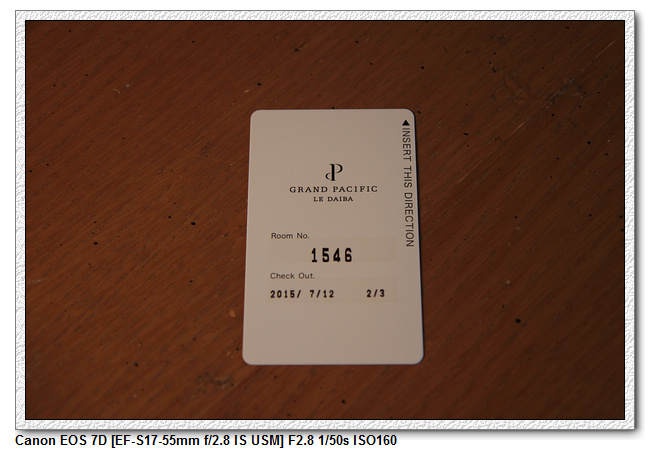 ▲INSERT THIS DIRECTION
GRAND PACIFIC
LE DAIBA
Room No.
1546
Check Out.
2015/ 7/12 2/3
Canon EOS 7D [EF-S17-55mm f/2.8 IS USM] F2.8 1/50s ISO160